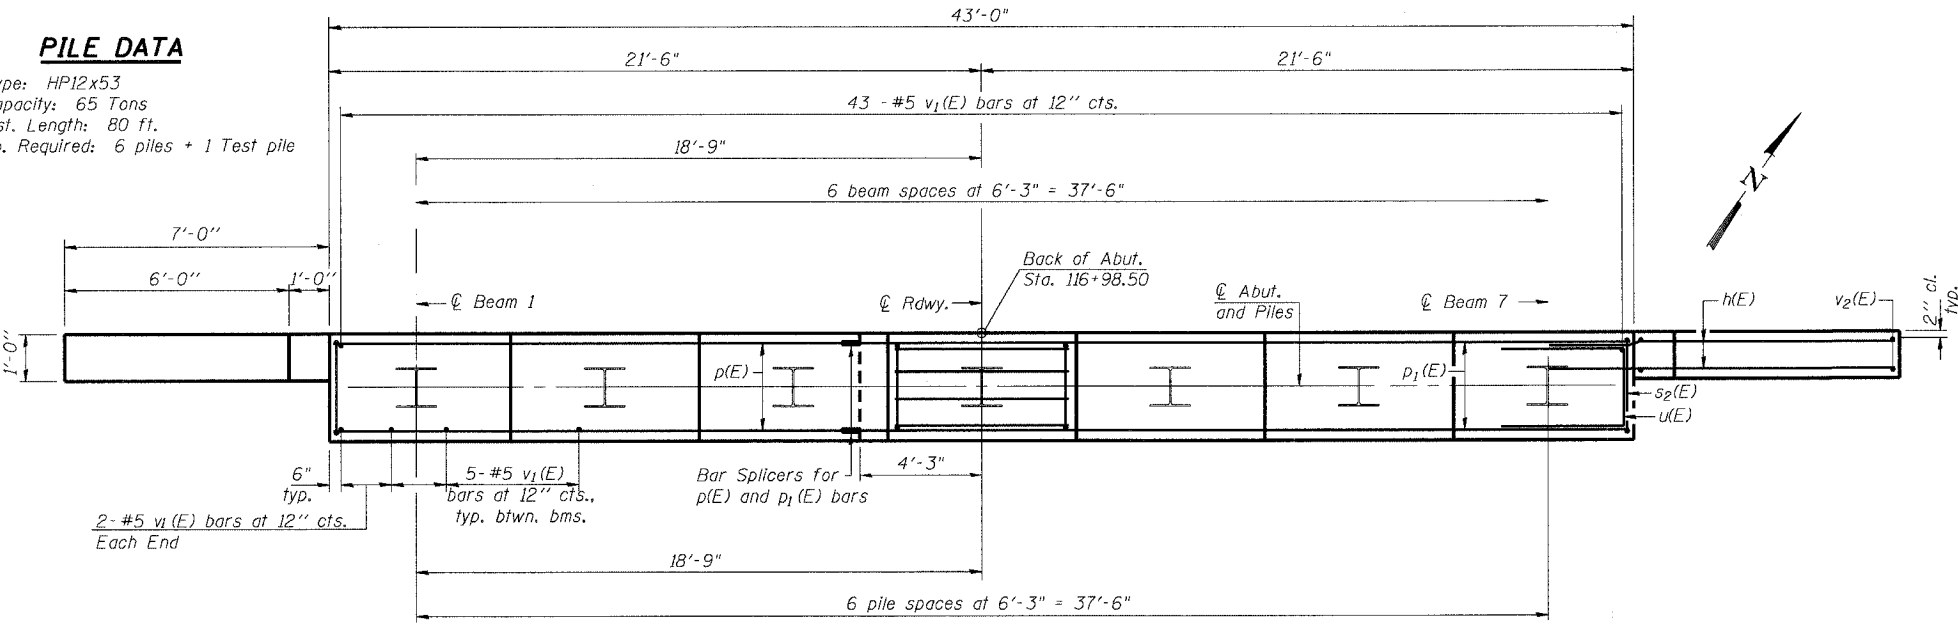 PILE DATA
ype: HP12x53
apacity: 65 Tons
st. Length: 80 ft.
o. Required: 6 piles + 1 Test pile
43'-0"
21'-6"
21'-6"
43 - #5 v1(E) bars at 12" cts.
18'-9"
6 beam spaces at 6'-3" = 37'-6"
N
7'-0"
6'-0"
1'-0"
Back of Abut.
Sta. 116+98.50
℄ Beam 1
℄ Rdwy.
℄ Abut.
and Piles
℄ Beam 7
h(E)
v2(E)
2" cl.
typ.
1'-0"
p(E)
p1(E)
s2(E)
u(E)
6"
typ.
5-#5 v1(E)
bars at 12" cts.,
typ. btwn. bms.
Bar Splicers for
p(E) and p1(E) bars
4'-3"
2-#5 v1(E) bars at 12" cts.
Each End
18'-9"
6 pile spaces at 6'-3" = 37'-6"